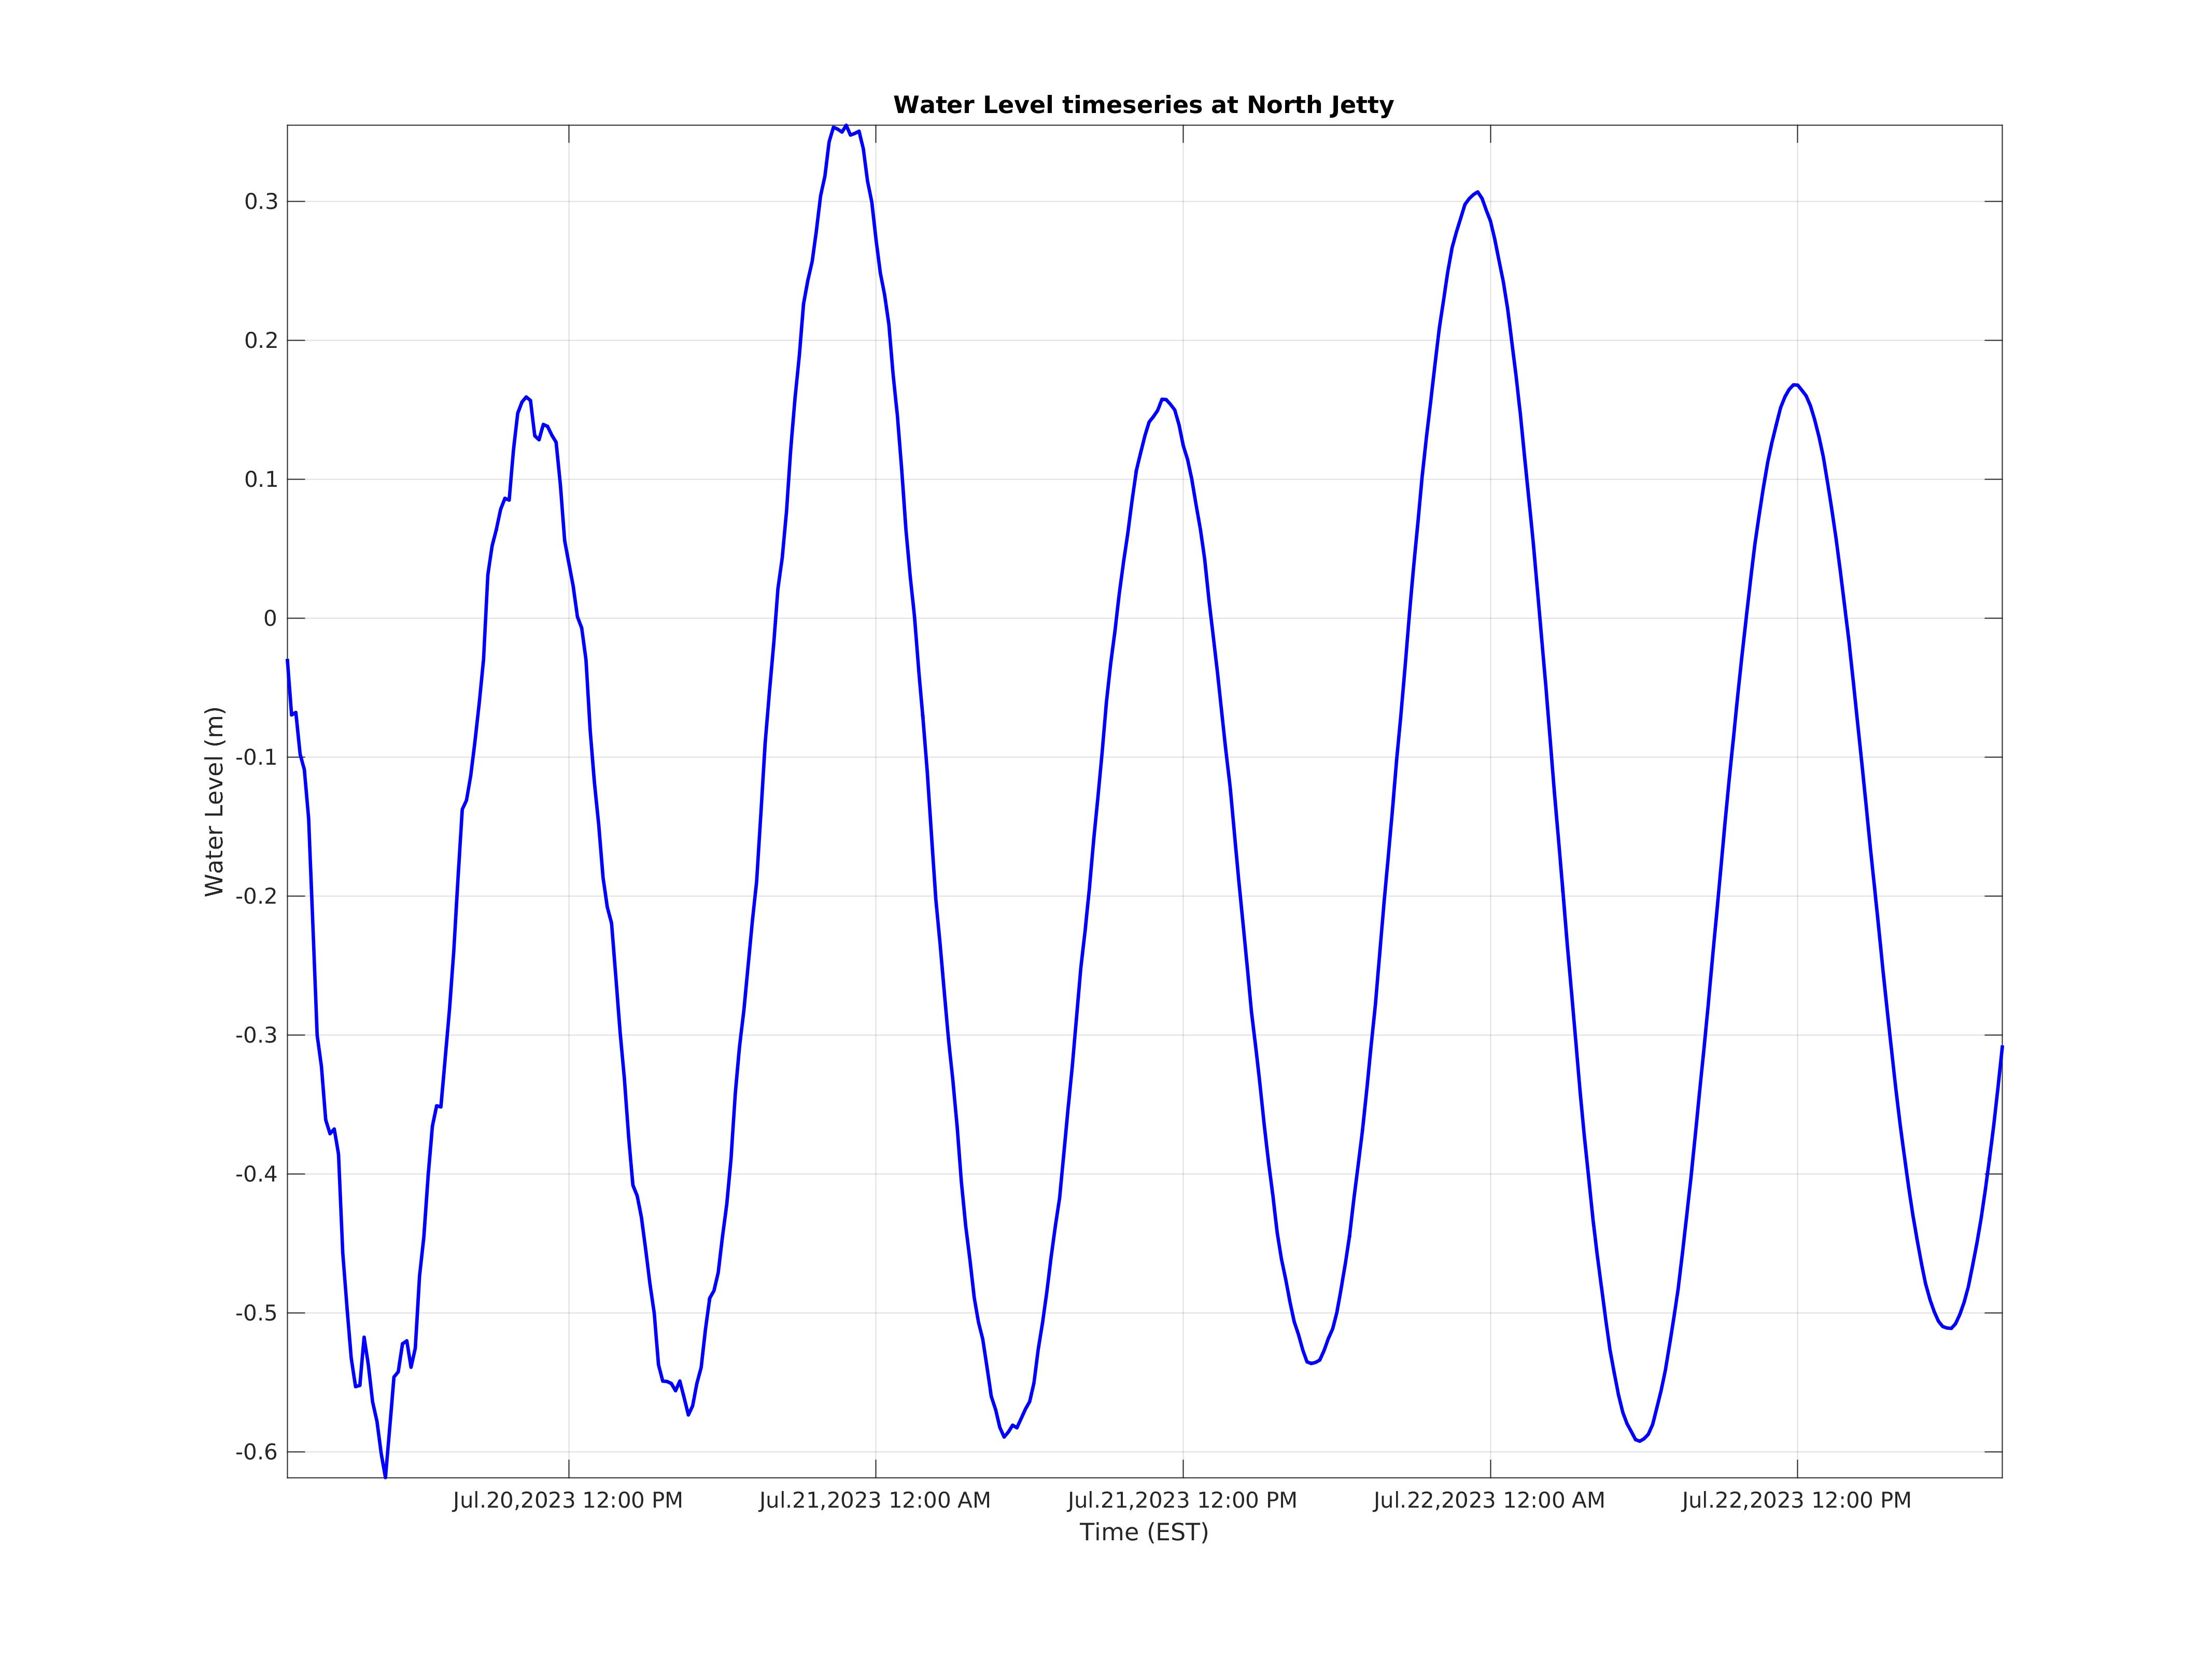 Water Level timeseries at North Jetty
0.3
0.2
0.1
0
-0.1
-0.2
-0.3
-0.4
-0.5
-0.6
Water Level (m)
Jul.20,2023 12:00 PM Jul.21,2023 12:00 AM Jul.21,2023 12:00 PM Jul.22,2023 12:00 AM Jul.22,2023 12:00 PM
Time (EST)